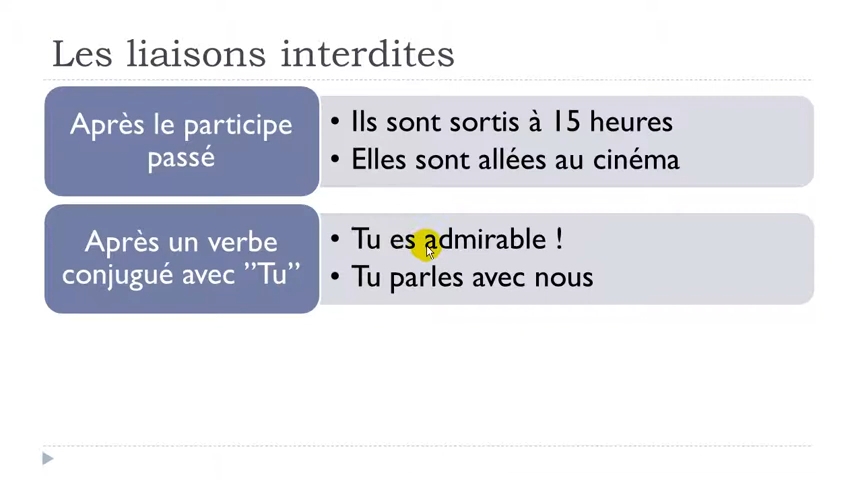 Les liaisons interdites
Après le participe
passé
• Ils sont sortis à 15 heures
• Elles sont allées au cinéma
Après un verbe
conjugué avec ”Tu”
• Tu es admirable !
• Tu parles avec nous